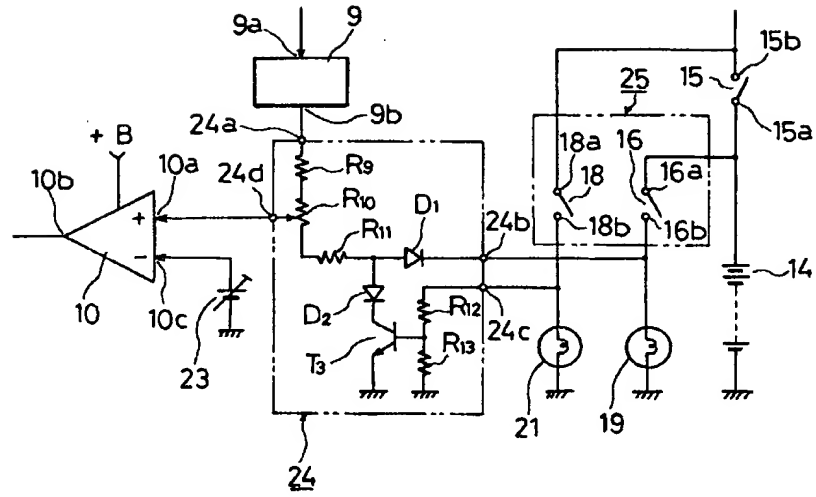 9a
9
15b
15
25
9b
15a
24a
+B
18a
16
16a
10b
10a
24d
R9
18
R10
D1
+
R11
24b
18b
16b
14
-
D2
R12
10
10c
24c
T3
R13
23
21
19
24